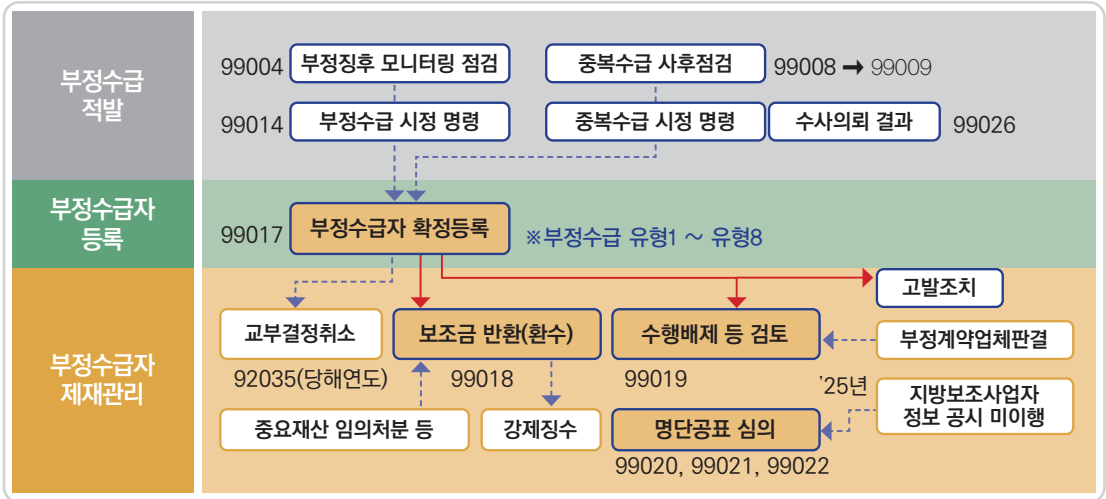 부정수급
적발
99004 부정징후 모니터링 점검 중복수급 사후점검 99008 → 99009
99014 부정수급 시정 명령 중복수급 시정 명령 수사의뢰 결과 99026
부정수급자
등록
99017 부정수급자 확정등록 ※부정수급 유형1 ~ 유형8
부정수급자
제재관리
고발조치
교부결정취소 보조금 반환(환수) 수행배제 등 검토 부정계약업체판결
92035(당해연도) 99018 99019 '25년
지방보조사업자
정보 공시 미이행
중요재산 임의처분 등 강제징수 명단공표 심의
99020, 99021, 99022